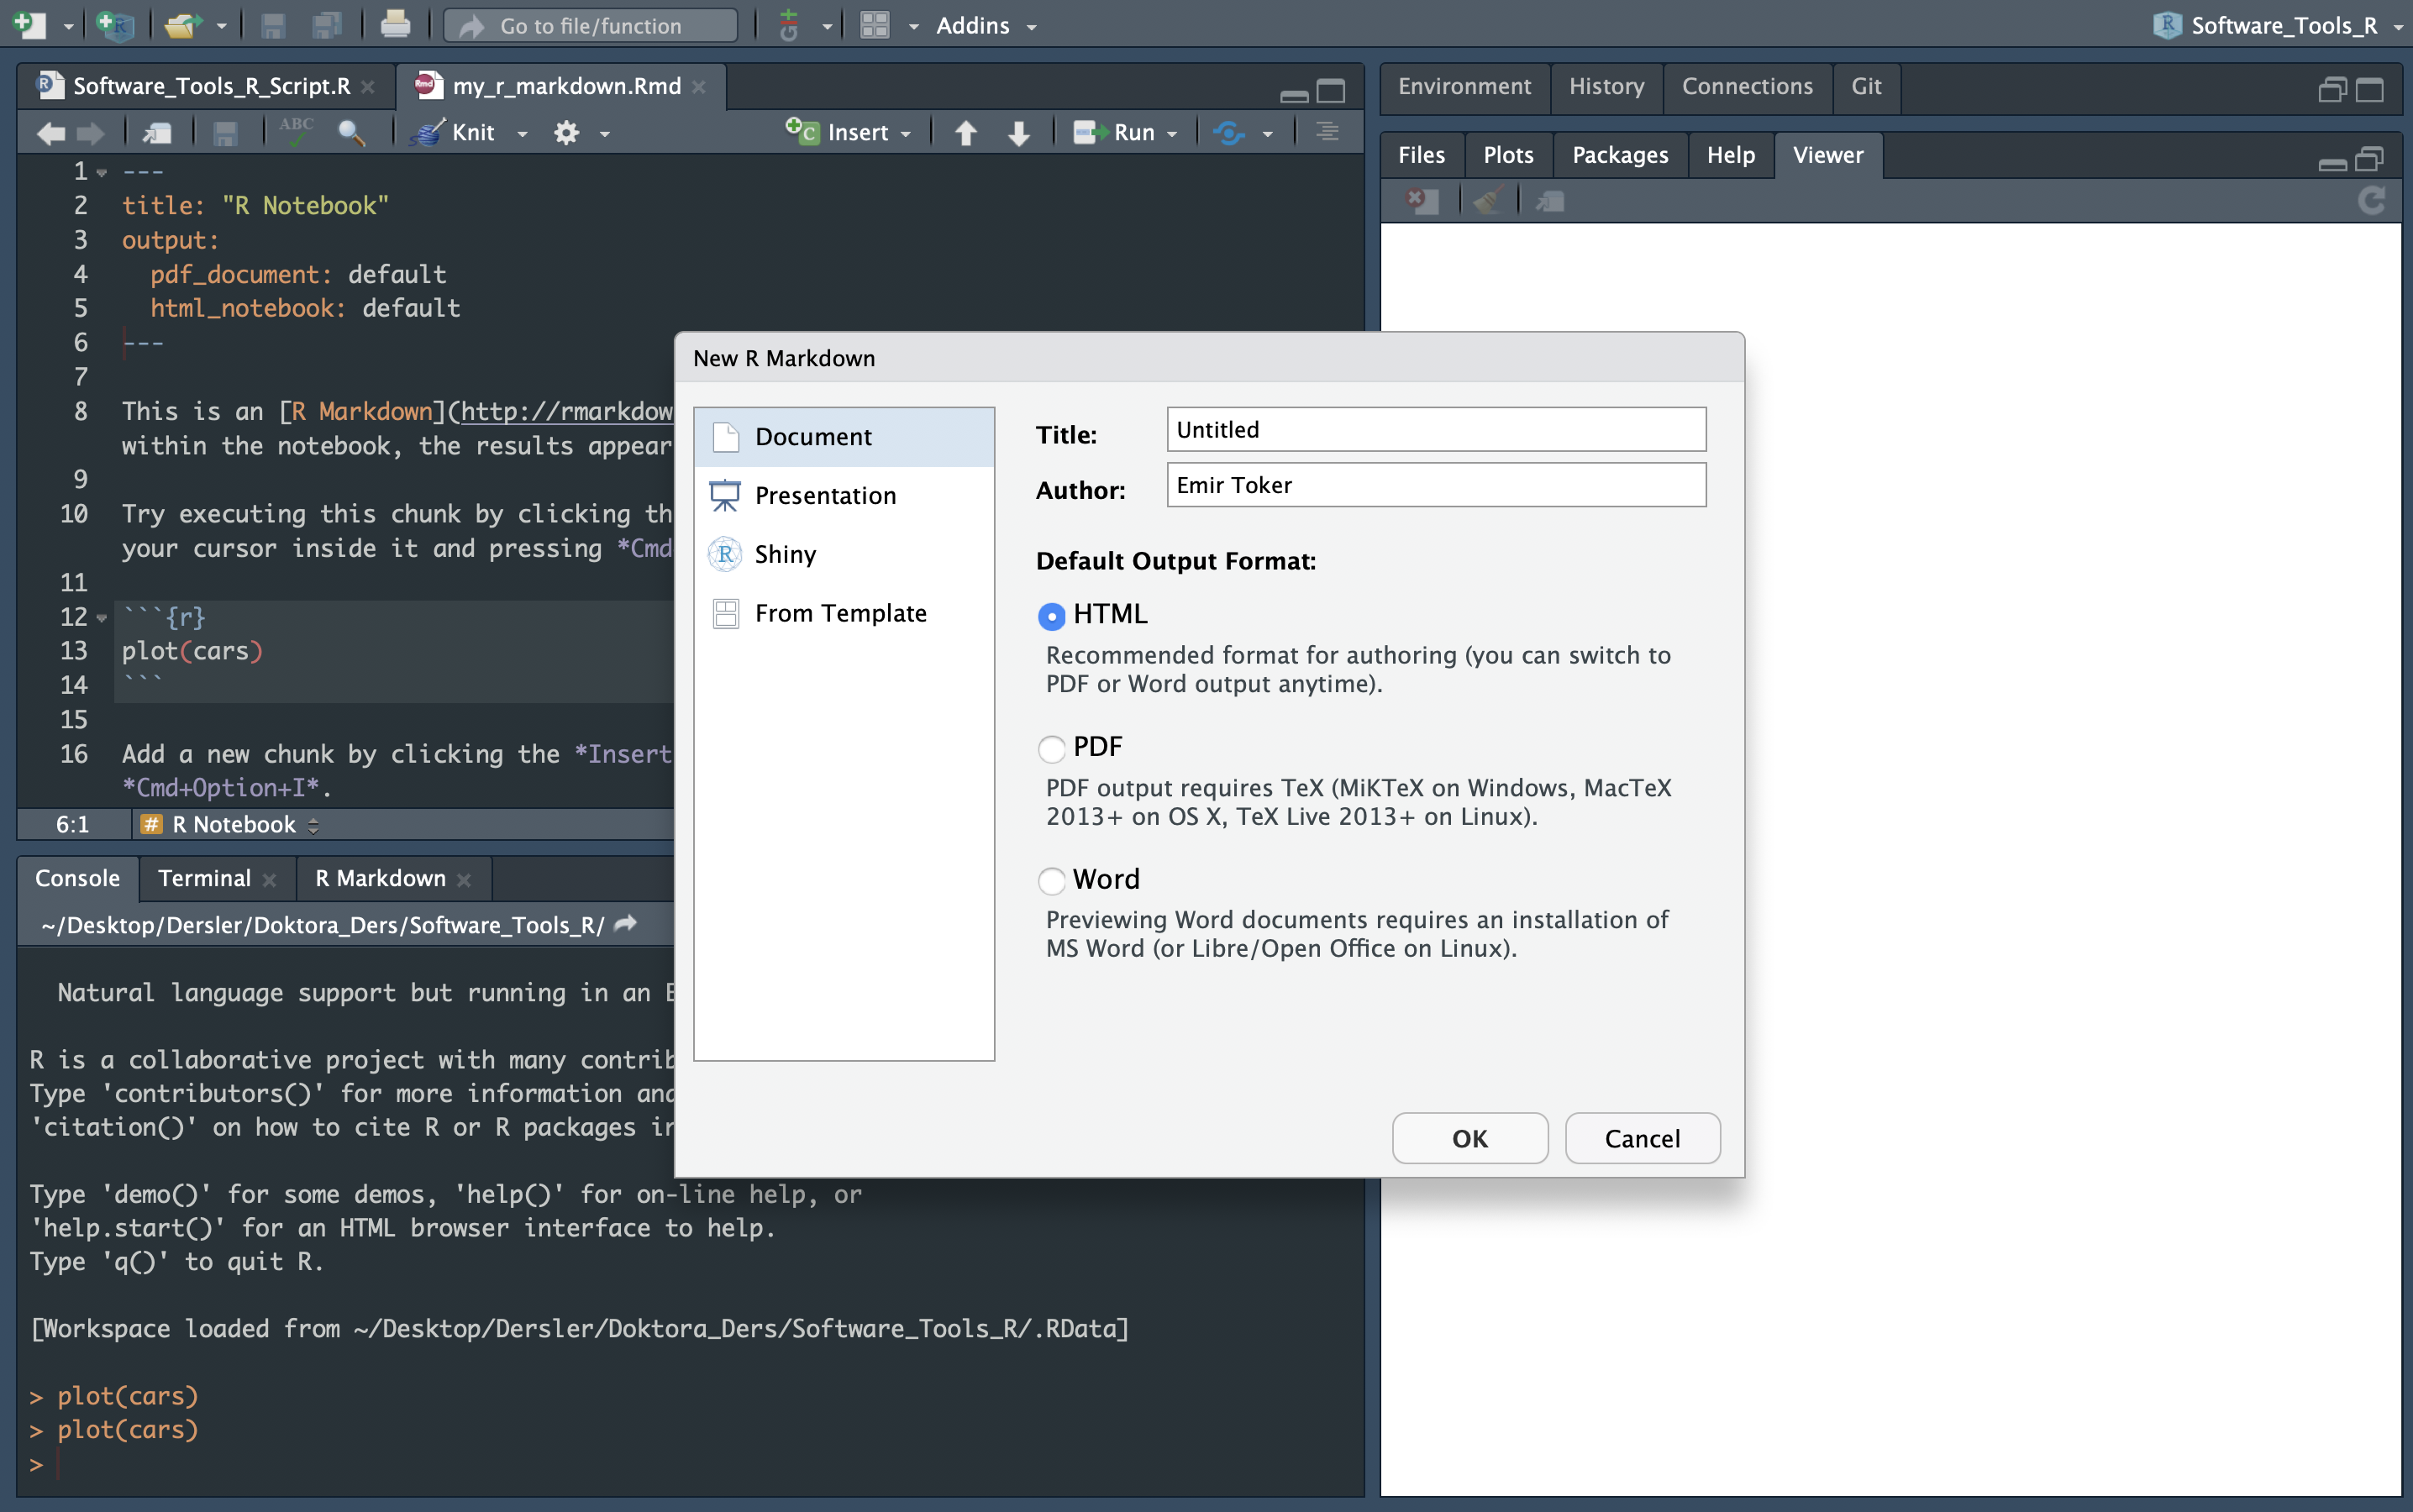 Go to file/function
Addins
Software_Tools_R
Software_Tools_R_Script.R
my_r_markdown.Rmd
ABC
Knit
Insert
Run
1 ---
2 title: "R Notebook"
3 output:
4 pdf_document: default
5 html_notebook: default
6 ---
7
8 This is an [R Markdown](http://rmarkdow
within the notebook, the results appear
9
10 Try executing this chunk by clicking th
your cursor inside it and pressing *Cmd
11
12 ```{r}
13 plot(cars)
14 ```
15
16 Add a new chunk by clicking the *Insert
*Cmd+Option+I*.
6:1 # R Notebook
Console Terminal R Markdown
~/Desktop/Dersler/Doktora_Ders/Software_Tools_R/
Natural language support but running in an E
R is a collaborative project with many contrib
Type 'contributors()' for more information and
'citation()' on how to cite R or R packages in
Type 'demo()' for some demos, 'help()' for on-line help, or
'help.start()' for an HTML browser interface to help.
Type 'q()' to quit R.
[Workspace loaded from ~/Desktop/Dersler/Doktora_Ders/Software_Tools_R/.RData]
> plot(cars)
> plot(cars)
>
Environment History Connections Git
Files Plots Packages Help Viewer
New R Markdown
Document
Presentation
Shiny
From Template
Title: Untitled
Author: Emir Toker
Default Output Format:
HTML
Recommended format for authoring (you can switch to
PDF or Word output anytime).
PDF
PDF output requires TeX (MiKTeX on Windows, MacTeX
2013+ on OS X, TeX Live 2013+ on Linux).
Word
Previewing Word documents requires an installation of
MS Word (or Libre/Open Office on Linux).
OK Cancel